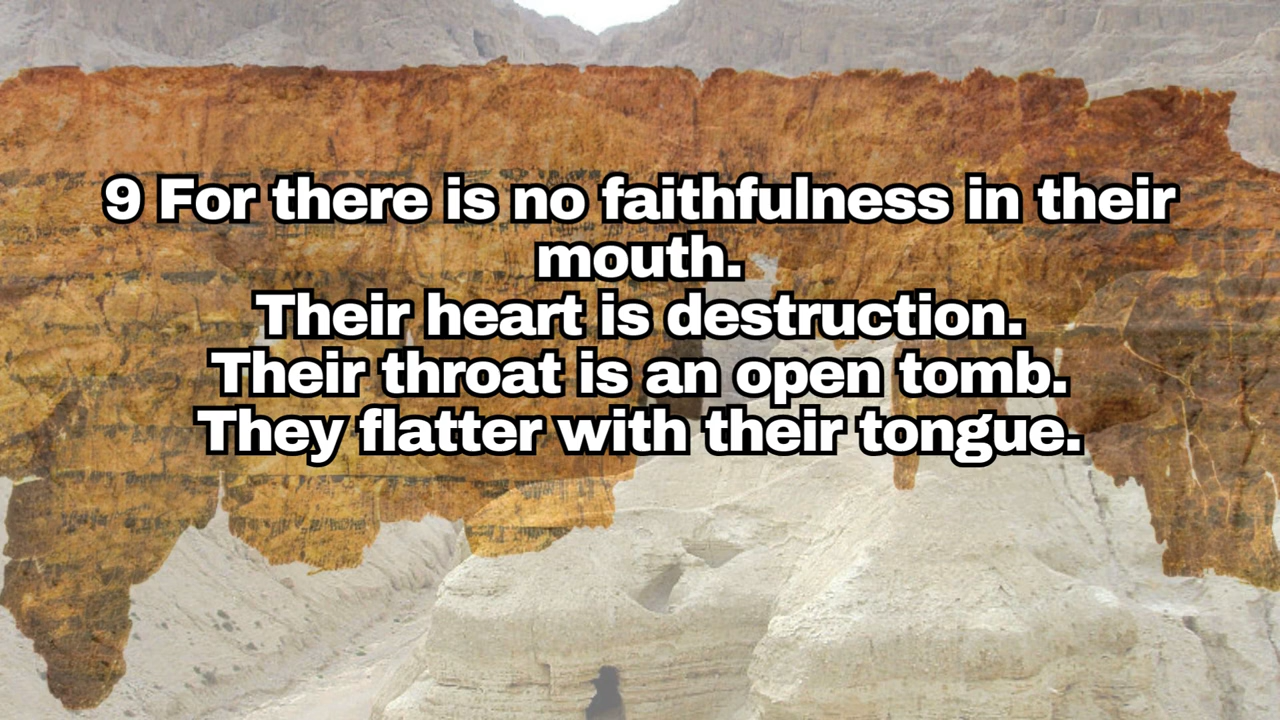 9 For there is no faithfulness in their
mouth.
Their heart is destruction.
Their throat is an open tomb.
They flatter with their tongue.